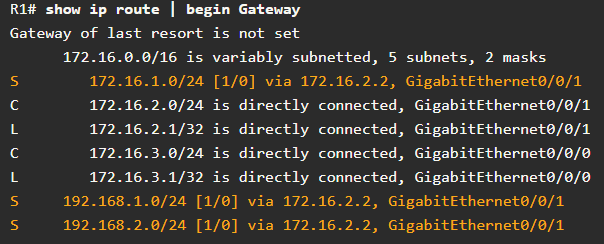 R1# show ip route | begin Gateway
Gateway of last resort is not set
172.16.0.0/16 is variably subnetted, 5 subnets, 2 masks
S 172.16.1.0/24 [1/0] via 172.16.2.2, GigabitEthernet0/0/1
C 172.16.2.0/24 is directly connected, GigabitEthernet0/0/1
L 172.16.2.1/32 is directly connected, GigabitEthernet0/0/1
C 172.16.3.0/24 is directly connected, GigabitEthernet0/0/0
L 172.16.3.1/32 is directly connected, GigabitEthernet0/0/0
S 192.168.1.0/24 [1/0] via 172.16.2.2, GigabitEthernet0/0/1
S 192.168.2.0/24 [1/0] via 172.16.2.2, GigabitEthernet0/0/1